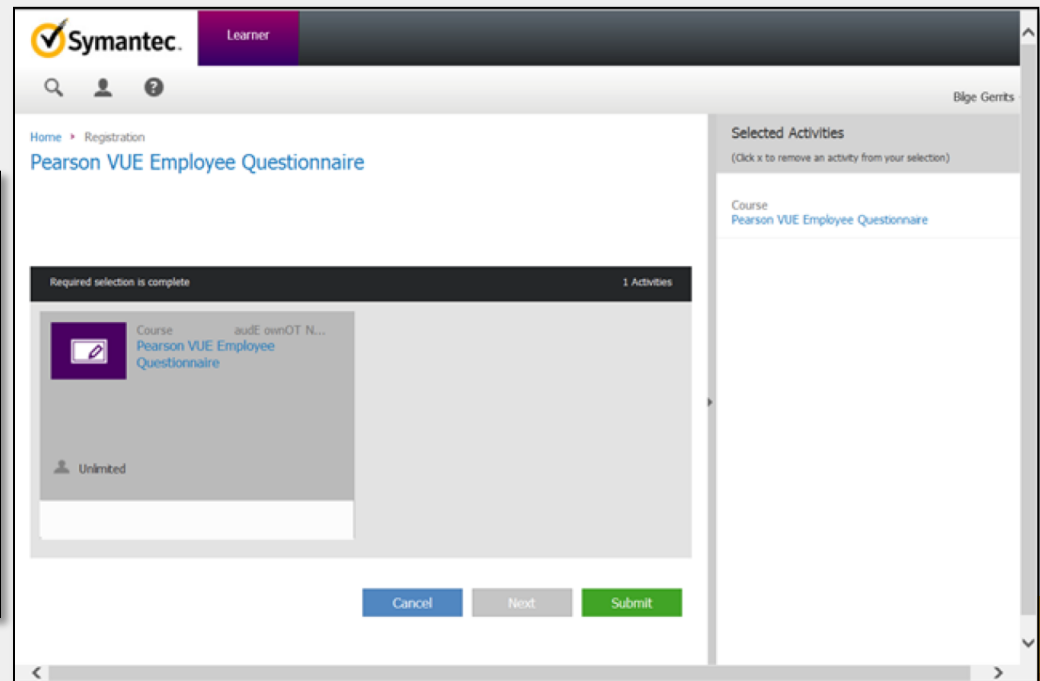 Symantec.
Learner
Bilge Gerrits
Home ▸ Registration
Pearson VUE Employee Questionnaire
Required selection is complete 1 Activities
Course audE ownOT N...
Pearson VUE Employee
Questionnaire
Unlimited
Cancel Next Submit
Selected Activities
(Click x to remove an activity from your selection)
Course
Pearson VUE Employee Questionnaire